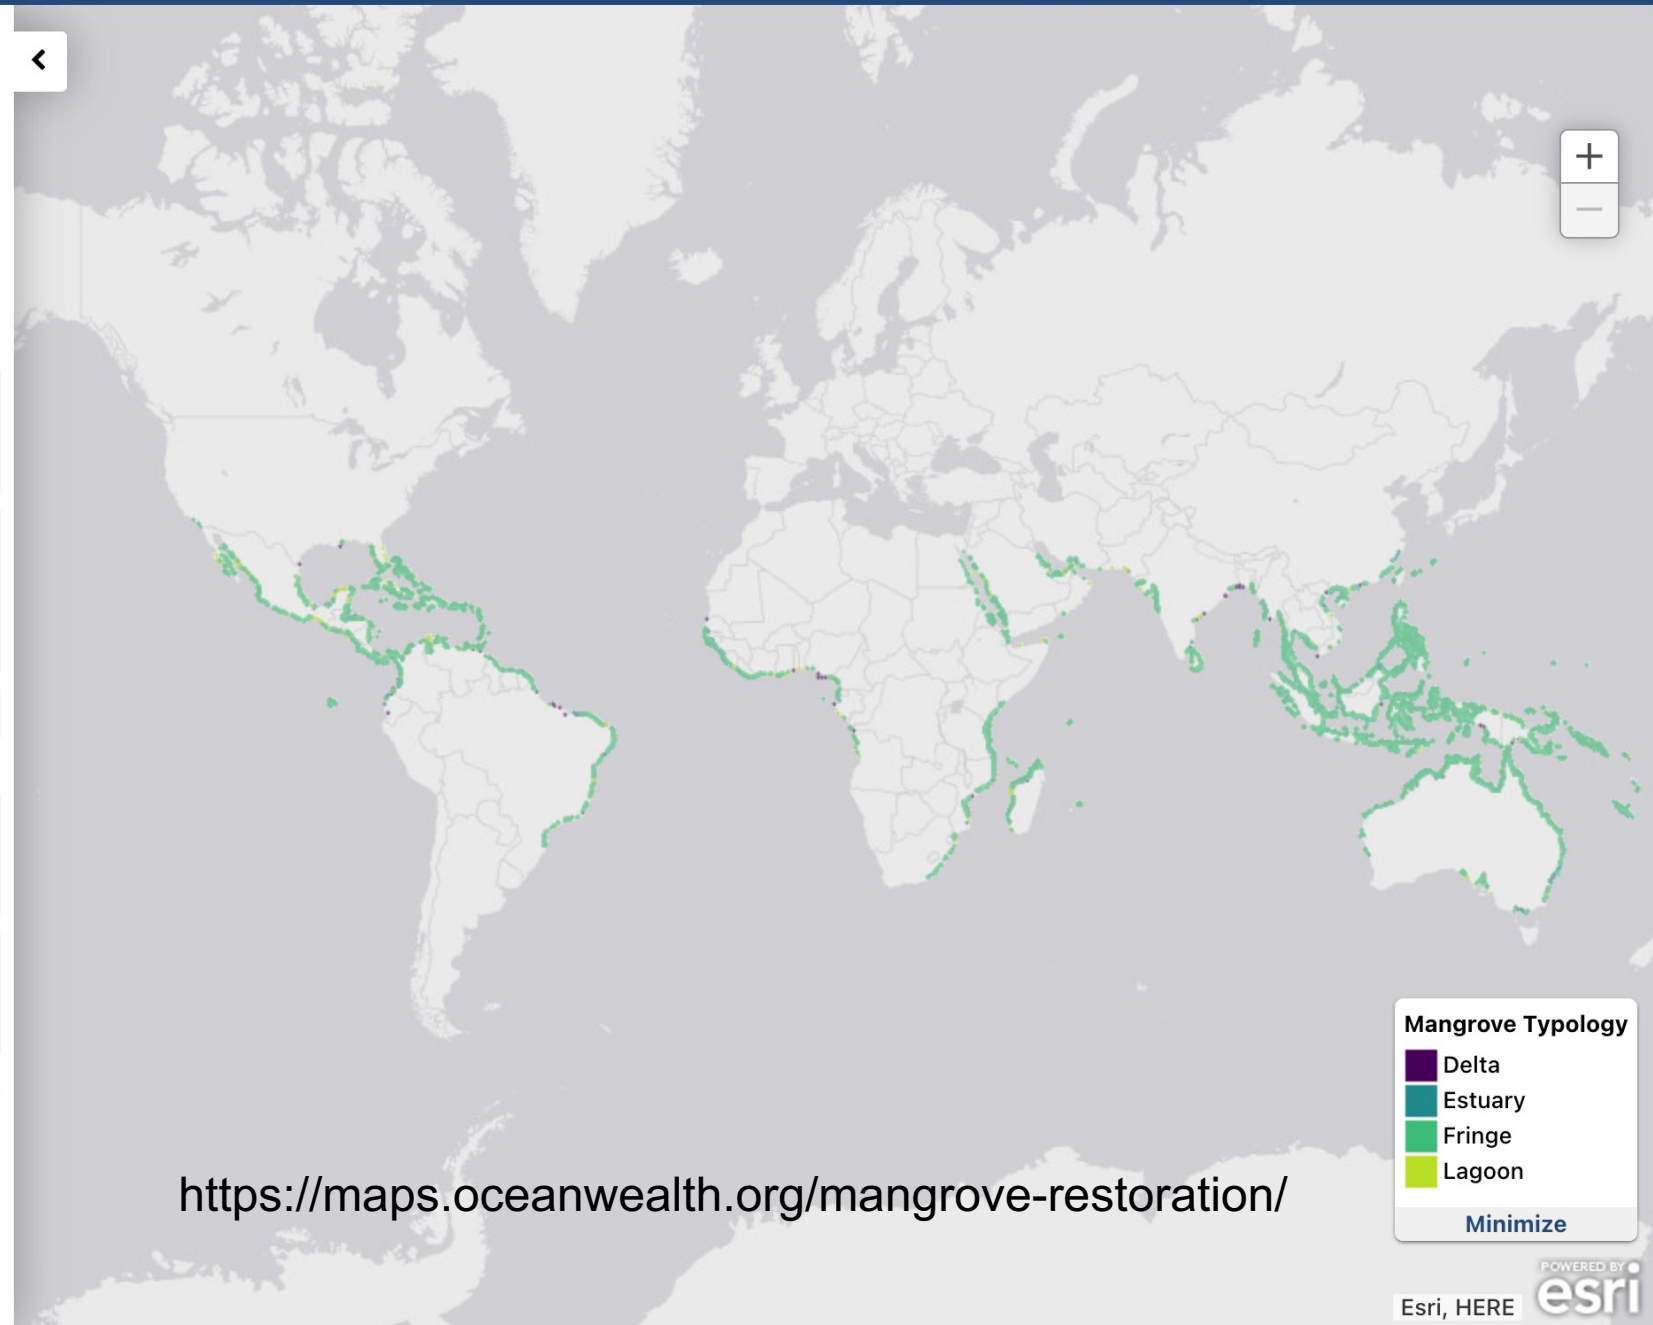 +
−
https://maps.oceanwealth.org/mangrove-restoration/
Mangrove Typology
Delta
Estuary
Fringe
Lagoon
Minimize
POWERED BY
esri
Esri, HERE